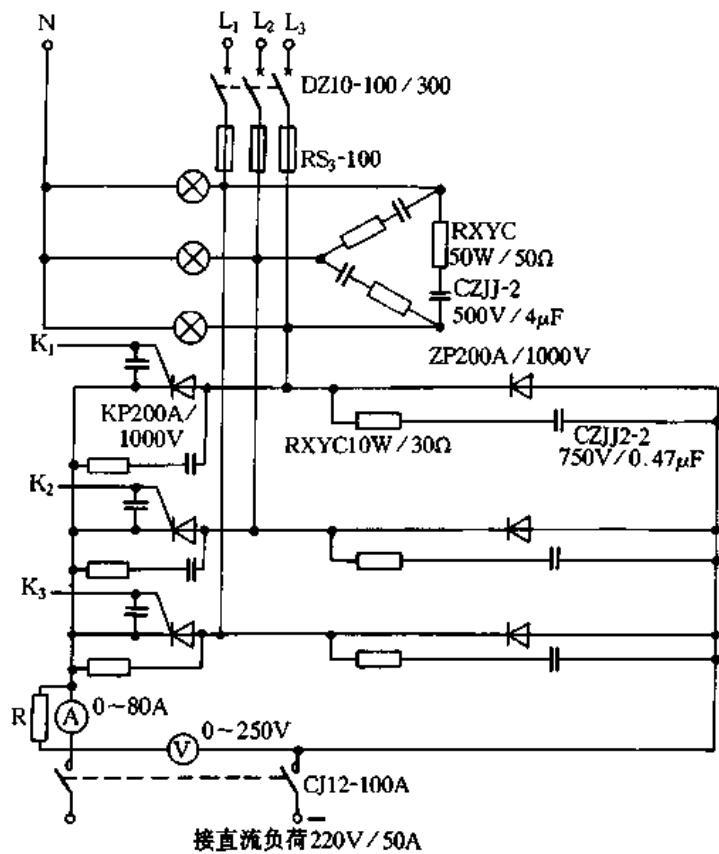 N
L₁ L₂ L₃
DZ10-100/300
RS₃-100
RXYC
50W/50Ω
CZJJ-2
500V/4μF
K₁
ZP200A/1000V
KP200A/
1000V
RXYC10W/30Ω
CZJJ2-2
750V/0.47μF
K₂
K₃
R
A
0~80A
V
0~250V
CJ12-100A
接直流负荷220V/50A